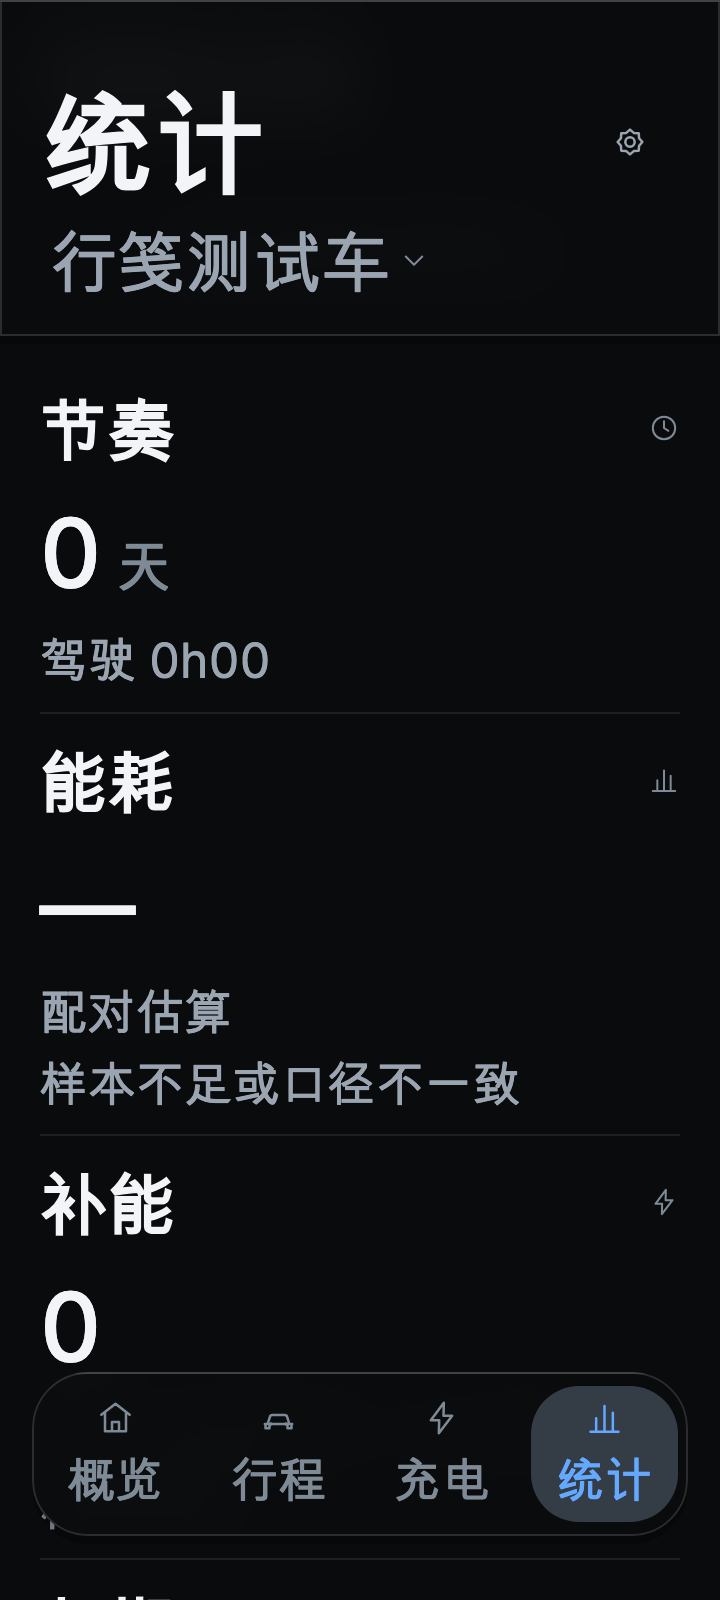 统计
行笺测试车
节奏
0 天
驾驶 0h00
能耗
—
配对估算
样本不足或口径不一致
补能
0
概览
行程
充电
统计